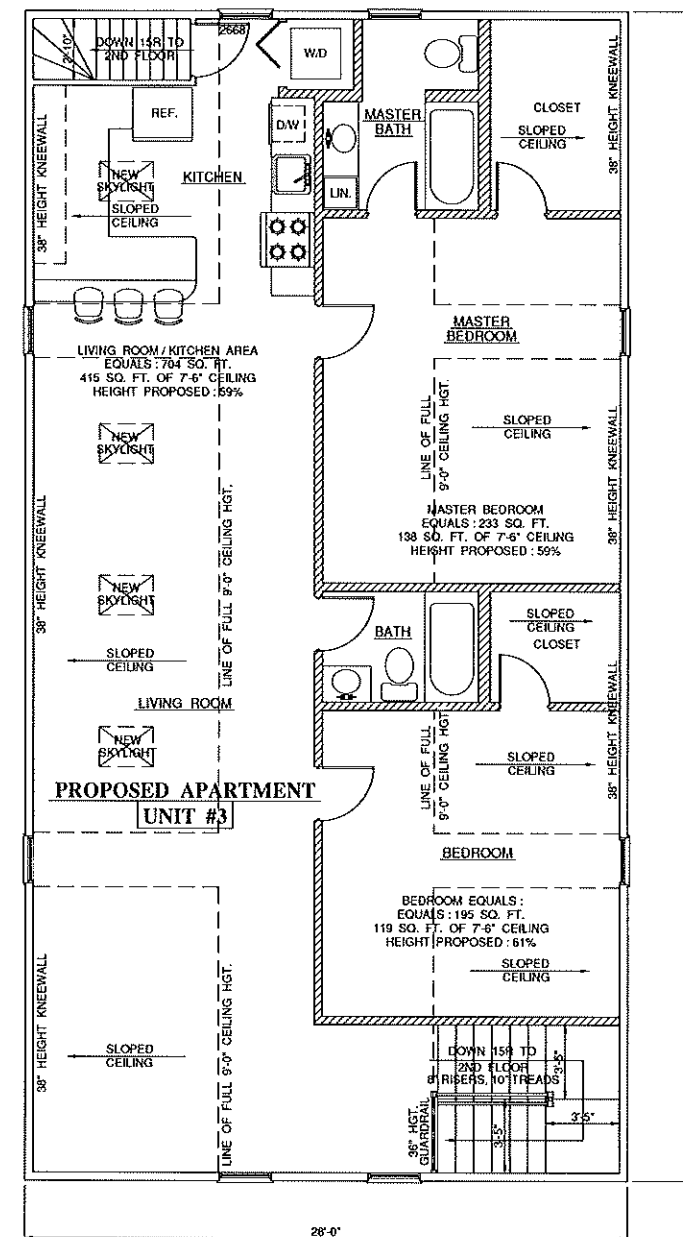 2'-10"
DOWN 15R TO
2ND FLOOR
2668
W/D
REF.
D/W
MASTER
BATH
LIN.
CLOSET
SLOPED
CEILING
38" HEIGHT KNEEWALL
NEW
SKYLIGHT
KITCHEN
SLOPED
CEILING
38" HEIGHT KNEEWALL
LIVING ROOM / KITCHEN AREA
EQUALS : 704 SQ. FT.
415 SQ. FT. OF 7'-6" CEILING
HEIGHT PROPOSED : 59%
MASTER
BEDROOM
LINE OF FULL
9'-0" CEILING HGT.
SLOPED
CEILING
38" HEIGHT KNEEWALL
MASTER BEDROOM
EQUALS : 233 SQ. FT.
138 SQ. FT. OF 7'-6" CEILING
HEIGHT PROPOSED : 59%
NEW
SKYLIGHT
38" HEIGHT KNEEWALL
LINE OF FULL 9'-0" CEILING HGT.
NEW
SKYLIGHT
SLOPED
CEILING
LIVING ROOM
NEW
SKYLIGHT
BATH
SLOPED
CEILING
CLOSET
38" HEIGHT KNEEWALL
LINE OF FULL
9'-0" CEILING HGT.
SLOPED
CEILING
PROPOSED APARTMENT
UNIT #3
BEDROOM
BEDROOM EQUALS :
EQUALS : 195 SQ. FT.
119 SQ. FT. OF 7'-6" CEILING
HEIGHT PROPOSED : 61%
SLOPED
CEILING
38" HEIGHT KNEEWALL
LINE OF FULL 9'-0" CEILING HGT.
SLOPED
CEILING
DOWN 15R TO
2ND FLOOR
8" RISERS, 10" TREADS
3'-5"
3'-5"
3'-5"
36" HGT.
GUARDRAIL
26'-0"